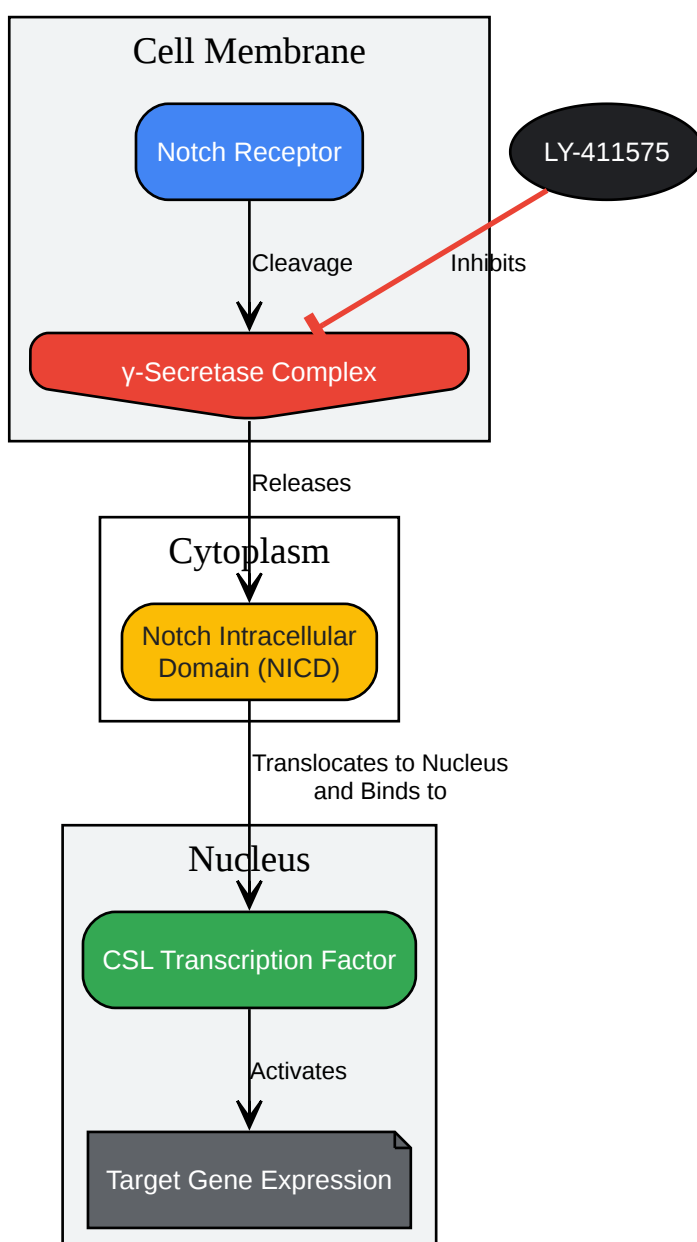 Cell Membrane
Notch Receptor
LY-411575
Cleavage
Inhibits
γ-Secretase Complex
Releases
Cytoplasm
Notch Intracellular
Domain (NICD)
Translocates to Nucleus
and Binds to
Nucleus
CSL Transcription Factor
Activates
Target Gene Expression